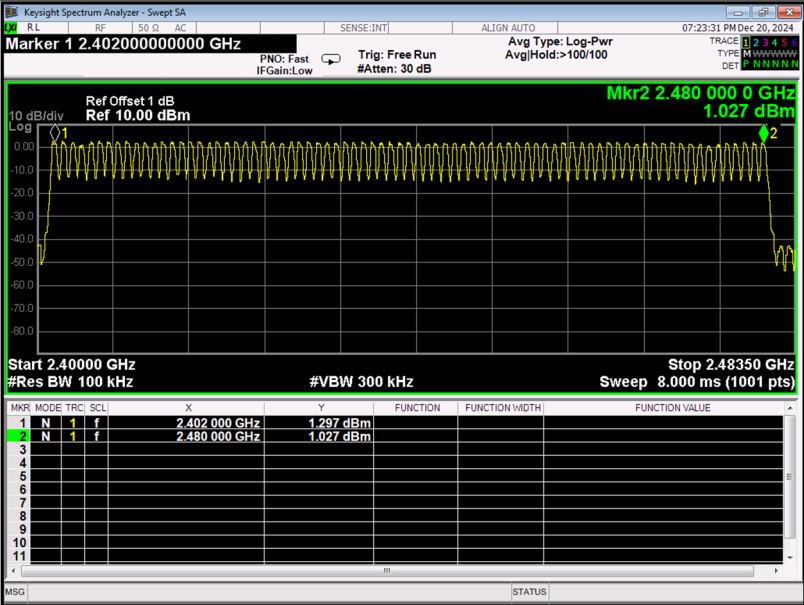 Keysight Spectrum Analyzer - Swept SA
LXI RL RF 50 Ω AC SENSE:INT ALIGN AUTO 07:23:31 PM Dec 20, 2024
Marker 1 2.402000000000 GHz
PNO: Fast
IFGain:Low
Trig: Free Run
#Atten: 30 dB
Avg Type: Log-Pwr
Avg|Hold:>100/100
TRACE 1 2 3 4 5 6
TYPE M W W W W W
DET P N N N N N
Mkr2 2.480 000 0 GHz
1.027 dBm
Ref Offset 1 dB
10 dB/div Ref 10.00 dBm
Log
1
2
0.00
-10.0
-20.0
-30.0
-40.0
-50.0
-60.0
-70.0
-80.0
Start 2.40000 GHz Stop 2.48350 GHz
#Res BW 100 kHz #VBW 300 kHz Sweep 8.000 ms (1001 pts)
MKR MODE TRC SCL X Y FUNCTION FUNCTION WIDTH FUNCTION VALUE
1 N 1 f 2.402 000 GHz 1.297 dBm
2 N 1 f 2.480 000 GHz 1.027 dBm
3
4
5
6
7
8
9
10
11
MSG STATUS